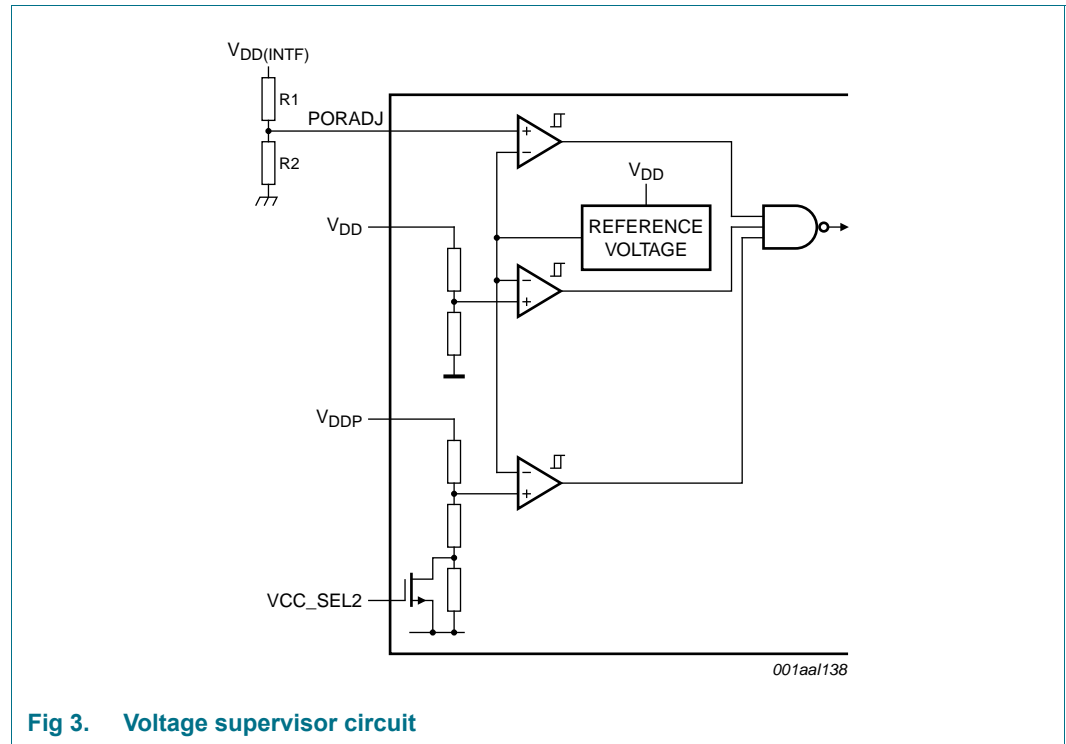 VDD(INTF)
R1
PORADJ
R2
VDD
VDD
REFERENCE
VOLTAGE
VDDP
VCC_SEL2
001aal138
Fig 3. Voltage supervisor circuit